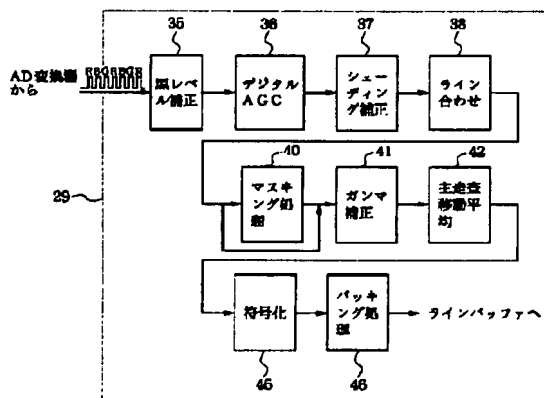 35
36
37
38
AD変換器
から
RBGRBGR
黒レベ
ル補正
デジタル
AGC
シェー
ディン
グ補正
ライン
合わせ
29
40
41
42
マスキ
ング処
理
ガンマ
補正
主走査
移動平
均
符号化
パッキ
ング処
理
ラインバッファへ
45
46